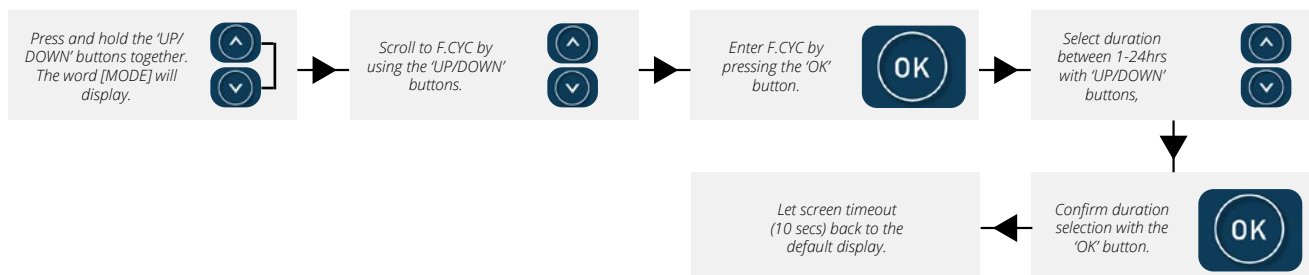 Press and hold the ‘UP/
DOWN’ buttons together.
The word [MODE] will
display.
Scroll to F.CYC by
using the ‘UP/DOWN’
buttons.
Enter F.CYC by
pressing the ‘OK’
button.
OK
Select duration
between 1-24hrs
with ‘UP/DOWN’
buttons,
Confirm duration
selection with the
‘OK’ button.
OK
Let screen timeout
(10 secs) back to the
default display.